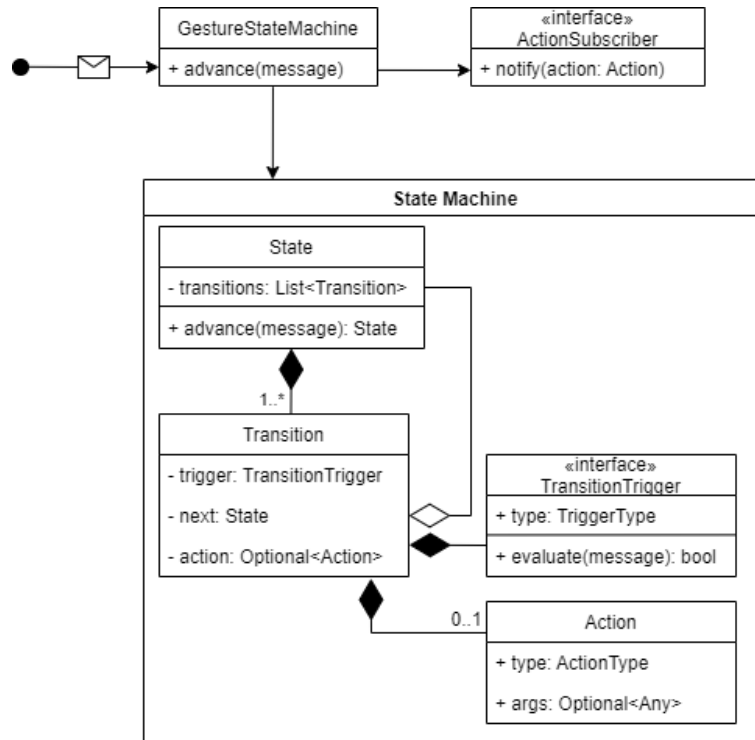 GestureStateMachine
+ advance(message)
«interface»
ActionSubscriber
+ notify(action: Action)
State Machine
State
- transitions: List<Transition>
+ advance(message): State
1..*
Transition
- trigger: TransitionTrigger
- next: State
- action: Optional<Action>
«interface»
TransitionTrigger
+ type: TriggerType
+ evaluate(message): bool
0..1
Action
+ type: ActionType
+ args: Optional<Any>